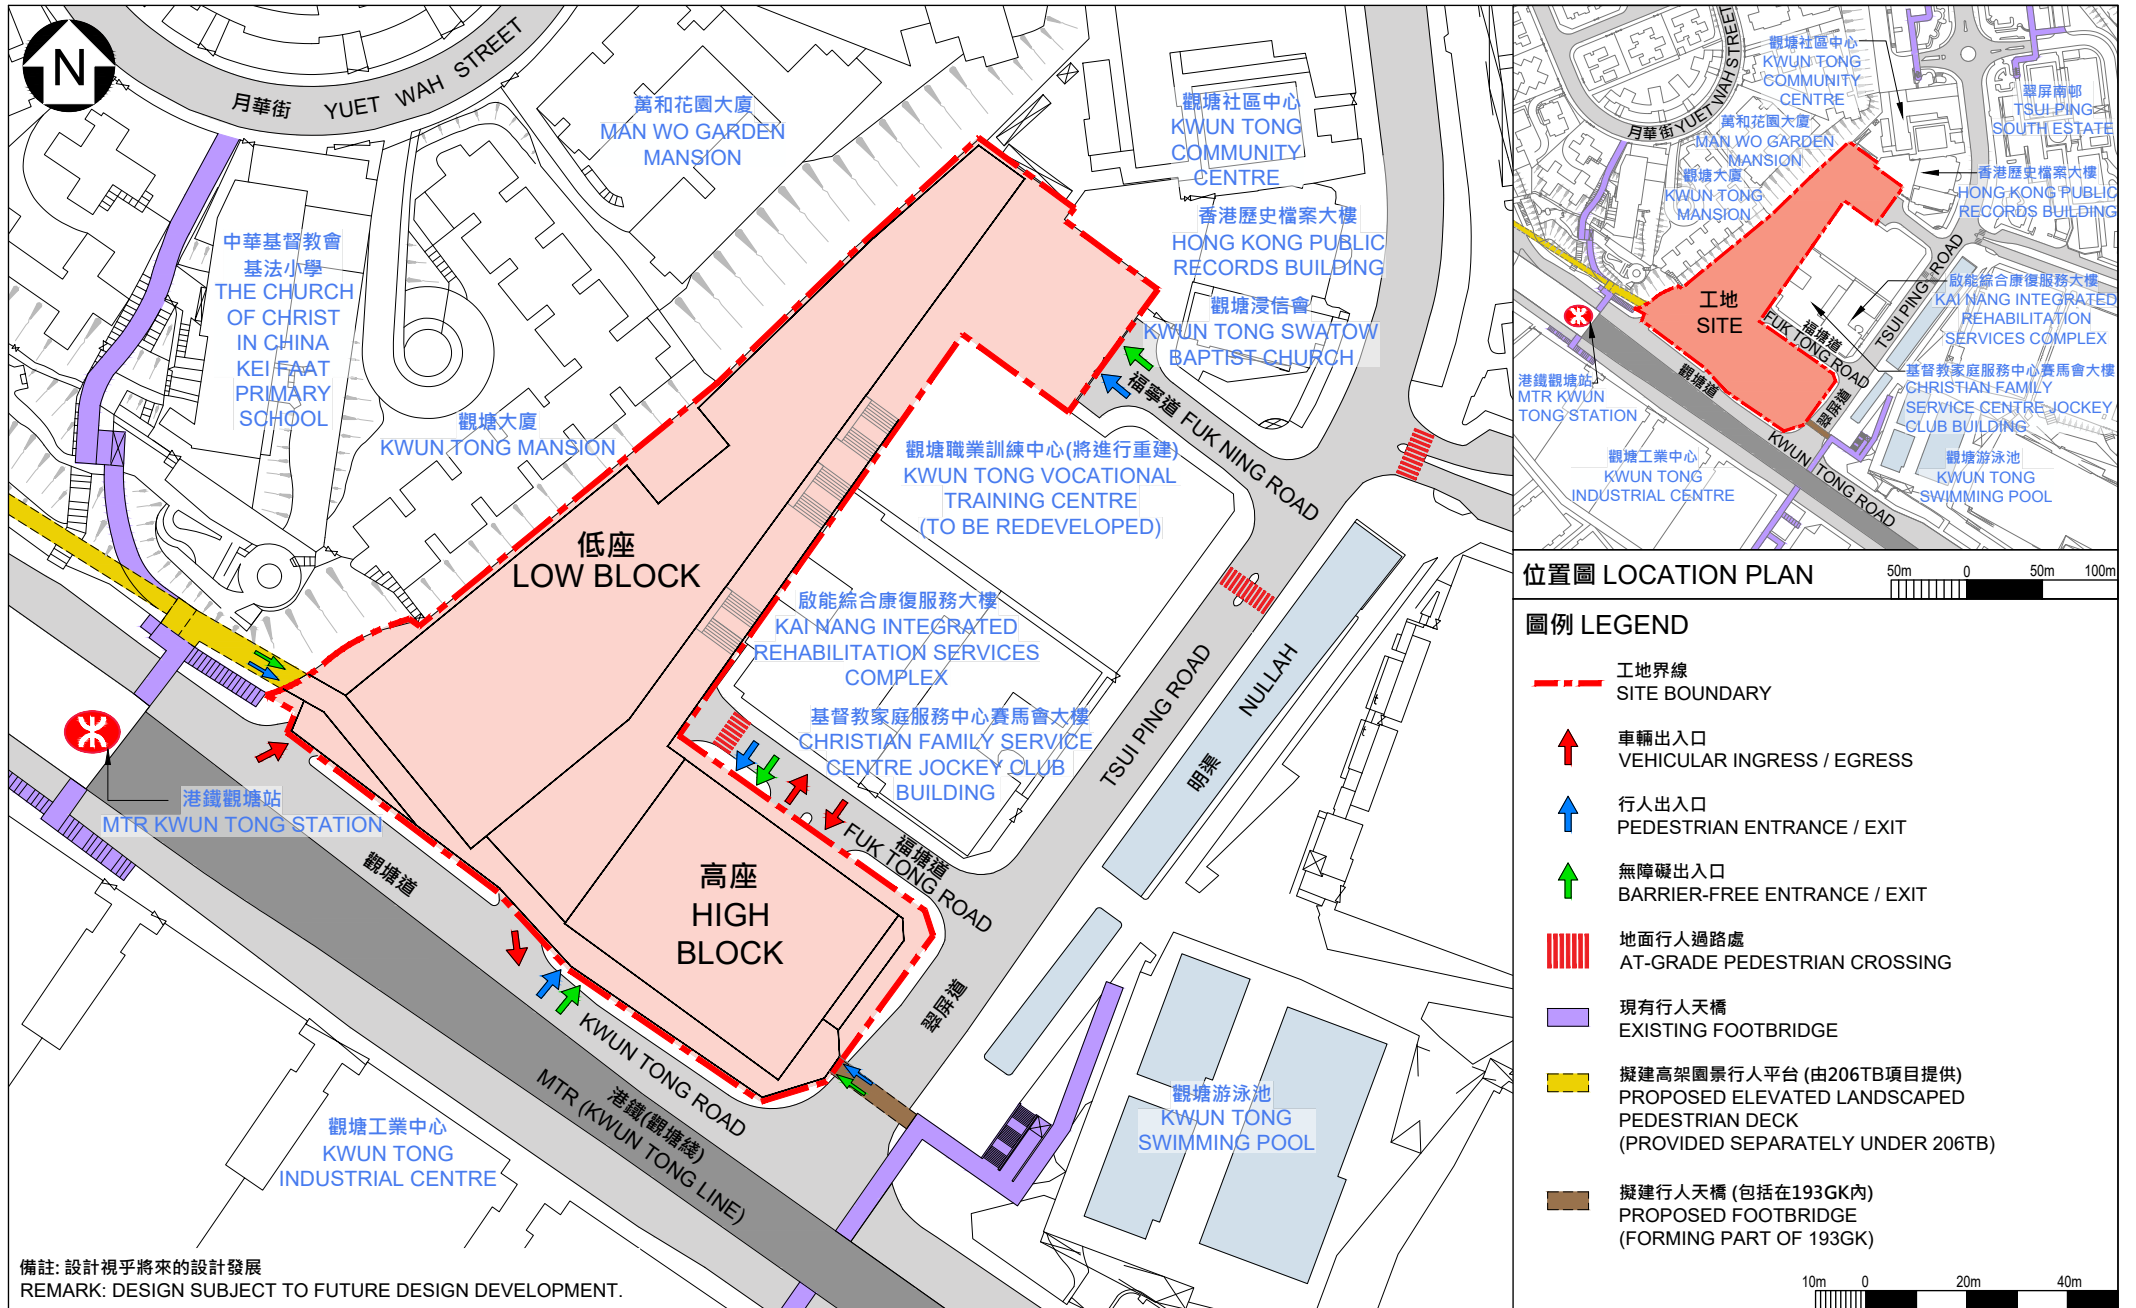 N
月華街 YUET WAH STREET
萬和花園大廈
MAN WO GARDEN
MANSION
觀塘社區中心
KWUN TONG
COMMUNITY
CENTRE
香港歷史檔案大樓
HONG KONG PUBLIC
RECORDS BUILDING
觀塘浸信會
KWUN TONG SWATOW
BAPTIST CHURCH
中華基督教會
基法小學
THE CHURCH
OF CHRIST
IN CHINA
KEI FAAT
PRIMARY
SCHOOL
觀塘大廈
KWUN TONG MANSION
福寧道 FUK NING ROAD
觀塘職業訓練中心(將進行重建)
KWUN TONG VOCATIONAL
TRAINING CENTRE
(TO BE REDEVELOPED)
低座
LOW BLOCK
啟能綜合康復服務大樓
KAI NANG INTEGRATED
REHABILITATION SERVICES
COMPLEX
基督教家庭服務中心賽馬會大樓
CHRISTIAN FAMILY SERVICE
CENTRE JOCKEY CLUB
BUILDING
TSUI PING ROAD
翠屏道
NULLAH
明渠
港鐵觀塘站
MTR KWUN TONG STATION
觀塘道
福塘道
FUK TONG ROAD
高座
HIGH
BLOCK
KWUN TONG ROAD
港鐵(觀塘綫)
MTR (KWUN TONG LINE)
觀塘工業中心
KWUN TONG
INDUSTRIAL CENTRE
觀塘游泳池
KWUN TONG
SWIMMING POOL
備註: 設計視乎將來的設計發展
REMARK: DESIGN SUBJECT TO FUTURE DESIGN DEVELOPMENT.
觀塘社區中心
KWUN TONG
COMMUNITY
CENTRE
月華街 YUET WAH STREET
翠屏南邨
TSUI PING
SOUTH ESTATE
萬和花園大廈
MAN WO GARDEN
MANSION
觀塘大廈
KWUN TONG
MANSION
香港歷史檔案大樓
HONG KONG PUBLIC
RECORDS BUILDING
工地
SITE
TSUI PING ROAD
翠屏道
福塘道
FUK TONG ROAD
啟能綜合康復服務大樓
KAI NANG INTEGRATED
REHABILITATION
SERVICES COMPLEX
基督教家庭服務中心賽馬會大樓
CHRISTIAN FAMILY
SERVICE CENTRE JOCKEY
CLUB BUILDING
港鐵觀塘站
MTR KWUN
TONG STATION
觀塘道
KWUN TONG ROAD
觀塘工業中心
KWUN TONG
INDUSTRIAL CENTRE
觀塘游泳池
KWUN TONG
SWIMMING POOL
位置圖 LOCATION PLAN
50m 0 50m 100m
圖例 LEGEND
工地界線
SITE BOUNDARY
車輛出入口
VEHICULAR INGRESS / EGRESS
行人出入口
PEDESTRIAN ENTRANCE / EXIT
無障礙出入口
BARRIER-FREE ENTRANCE / EXIT
地面行人過路處
AT-GRADE PEDESTRIAN CROSSING
現有行人天橋
EXISTING FOOTBRIDGE
擬建高架園景行人平台 (由206TB項目提供)
PROPOSED ELEVATED LANDSCAPED
PEDESTRIAN DECK
(PROVIDED SEPARATELY UNDER 206TB)
擬建行人天橋 (包括在193GK內)
PROPOSED FOOTBRIDGE
(FORMING PART OF 193GK)
10m 0 20m 40m